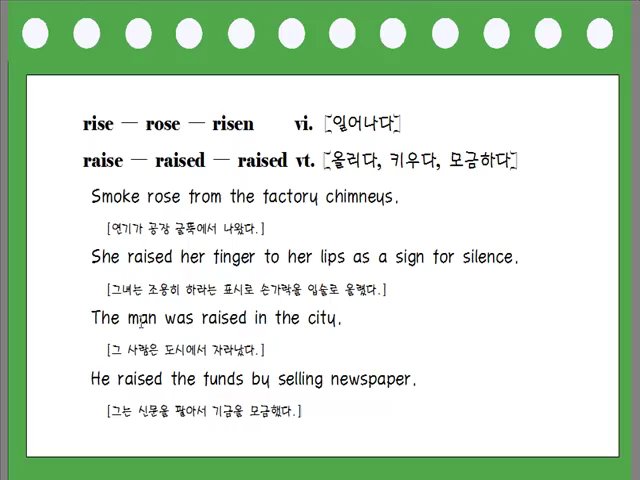 rise — rose — risen vi. [일어나다]
raise — raised — raised vt. [올리다, 키우다, 모금하다]
Smoke rose from the factory chimneys.
[연기가 공장 굴뚝에서 나왔다.]
She raised her finger to her lips as a sign for silence.
[그녀는 조용히 하라는 표시로 손가락을 입술로 올렸다.]
The man was raised in the city.
[그 사람은 도시에서 자라났다.]
He raised the funds by selling newspaper.
[그는 신문을 팔아서 기금을 모금했다.]